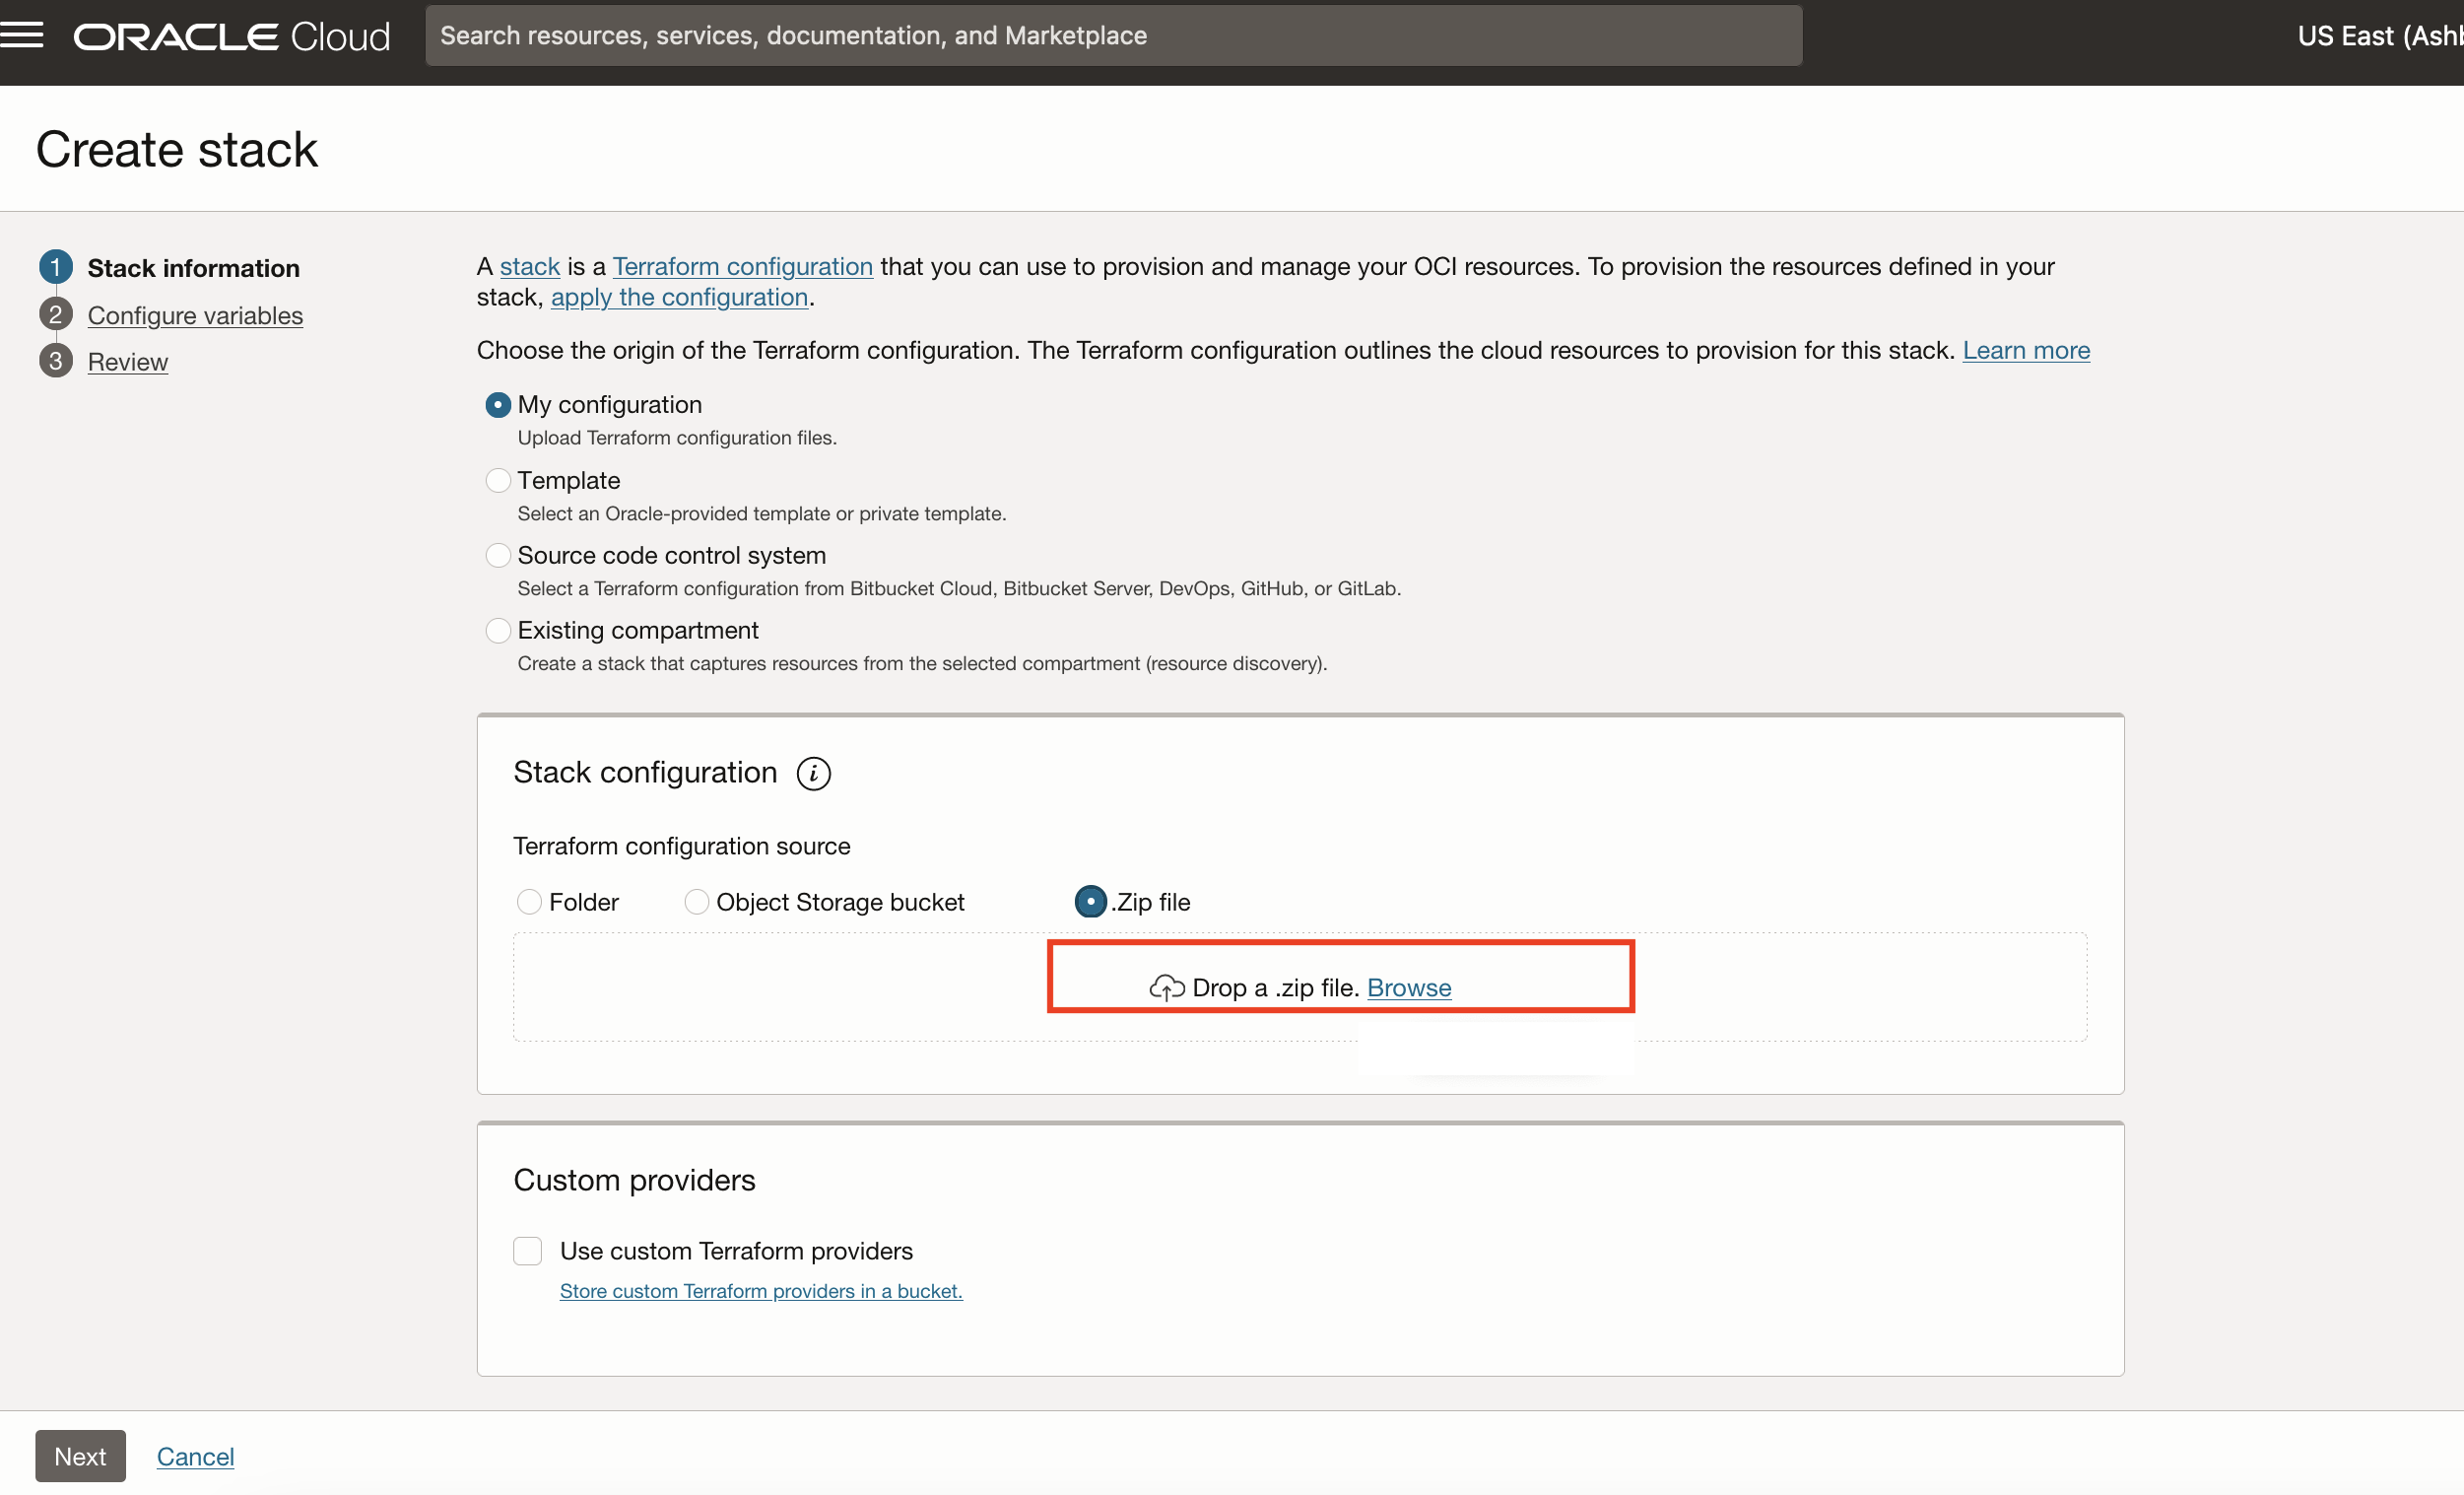 ORACLE Cloud
Search resources, services, documentation, and Marketplace
US East (Ashb
Create stack
1 Stack information
2 Configure variables
3 Review
A stack is a Terraform configuration that you can use to provision and manage your OCI resources. To provision the resources defined in your
stack, apply the configuration.
Choose the origin of the Terraform configuration. The Terraform configuration outlines the cloud resources to provision for this stack. Learn more
My configuration
Upload Terraform configuration files.
Template
Select an Oracle-provided template or private template.
Source code control system
Select a Terraform configuration from Bitbucket Cloud, Bitbucket Server, DevOps, GitHub, or GitLab.
Existing compartment
Create a stack that captures resources from the selected compartment (resource discovery).
Stack configuration i
Terraform configuration source
Folder Object Storage bucket .Zip file
Drop a .zip file. Browse
Custom providers
Use custom Terraform providers
Store custom Terraform providers in a bucket.
Next Cancel